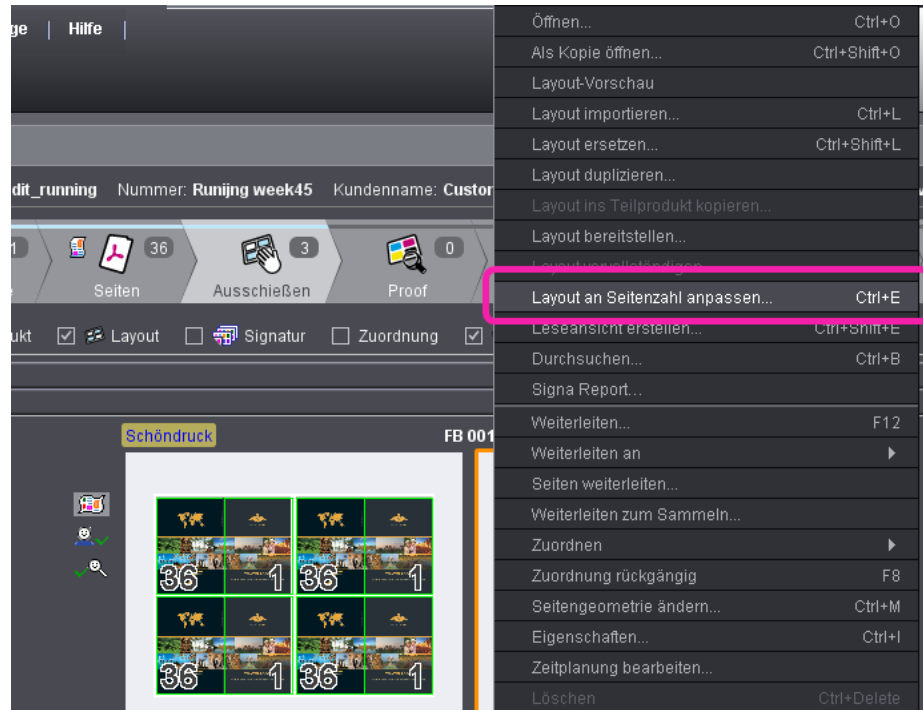 ge | Hilfe |
dit_running Nummer: Runijng week45 Kundenname: Custor
1 36 3 0
Seiten Ausschießen Proof
ukt Layout Signatur Zuordnung
Schöndruck FB 001
36 1 36 1
36 1 36 1
Öffnen... Ctrl+O
Als Kopie öffnen... Ctrl+Shift+O
Layout-Vorschau
Layout importieren... Ctrl+L
Layout ersetzen... Ctrl+Shift+L
Layout duplizieren...
Layout ins Teilprodukt kopieren...
Layout bereitstellen...
Layout vervollständigen
Layout an Seitenzahl anpassen... Ctrl+E
Leseansicht erstellen... Ctrl+Shift+E
Durchsuchen... Ctrl+B
Signa Report...
Weiterleiten... F12
Weiterleiten an
Seiten weiterleiten...
Weiterleiten zum Sammeln...
Zuordnen
Zuordnung rückgängig F8
Seitengeometrie ändern... Ctrl+M
Eigenschaften... Ctrl+I
Zeitplanung bearbeiten...
Löschen Ctrl+Delete